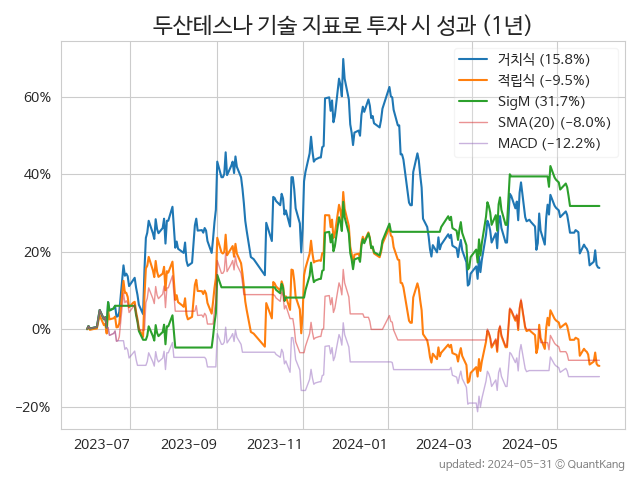 두산테스나 기술 지표로 투자 시 성과 (1년)
거치식 (15.8%)
적립식 (−9.5%)
SigM (31.7%)
SMA(20) (−8.0%)
MACD (−12.2%)
60%
40%
20%
0%
−20%
2023−07 2023−09 2023−11 2024−01 2024−03 2024−05
updated: 2024−05−31 © QuantKang